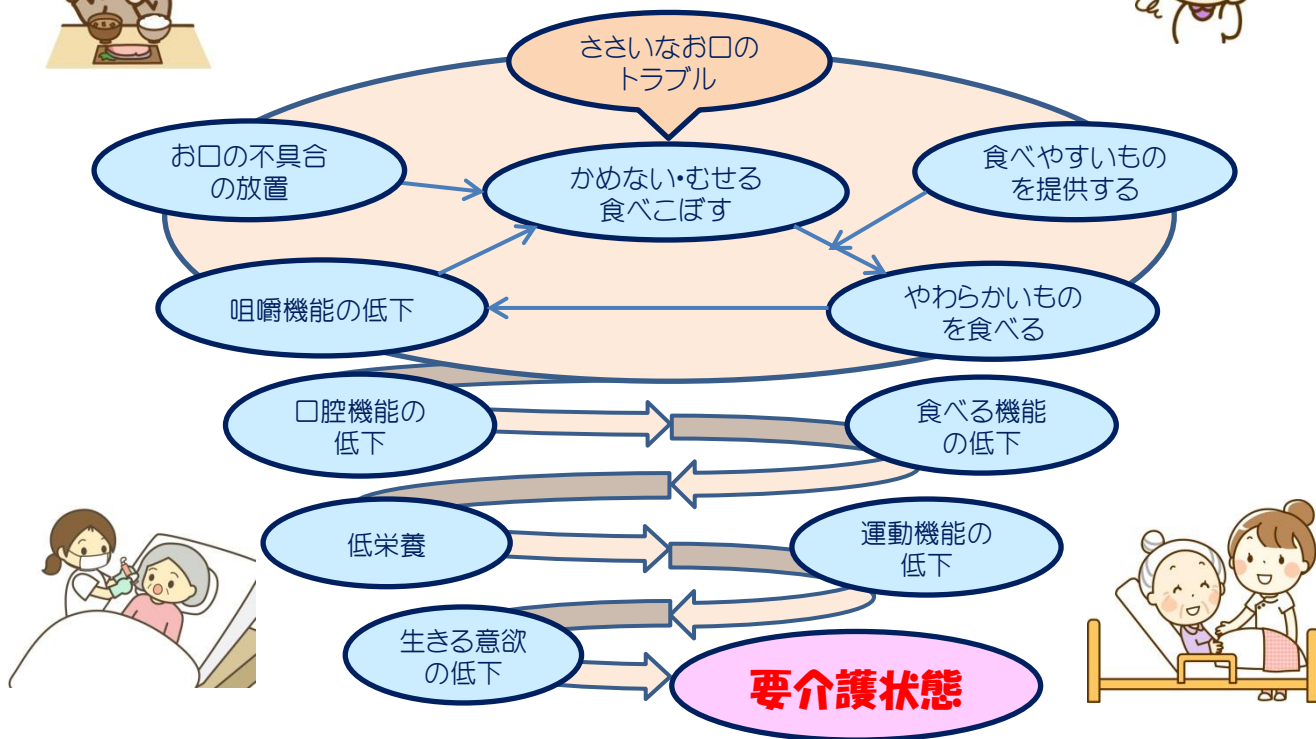 ささいなお口の
トラブル
お口の不具合
の放置
かめない・むせる
食べこぼす
食べやすいもの
を提供する
咀嚼機能の低下
やわらかいもの
を食べる
口腔機能の
低下
食べる機能
の低下
低栄養
運動機能の
低下
生きる意欲
の低下
要介護状態